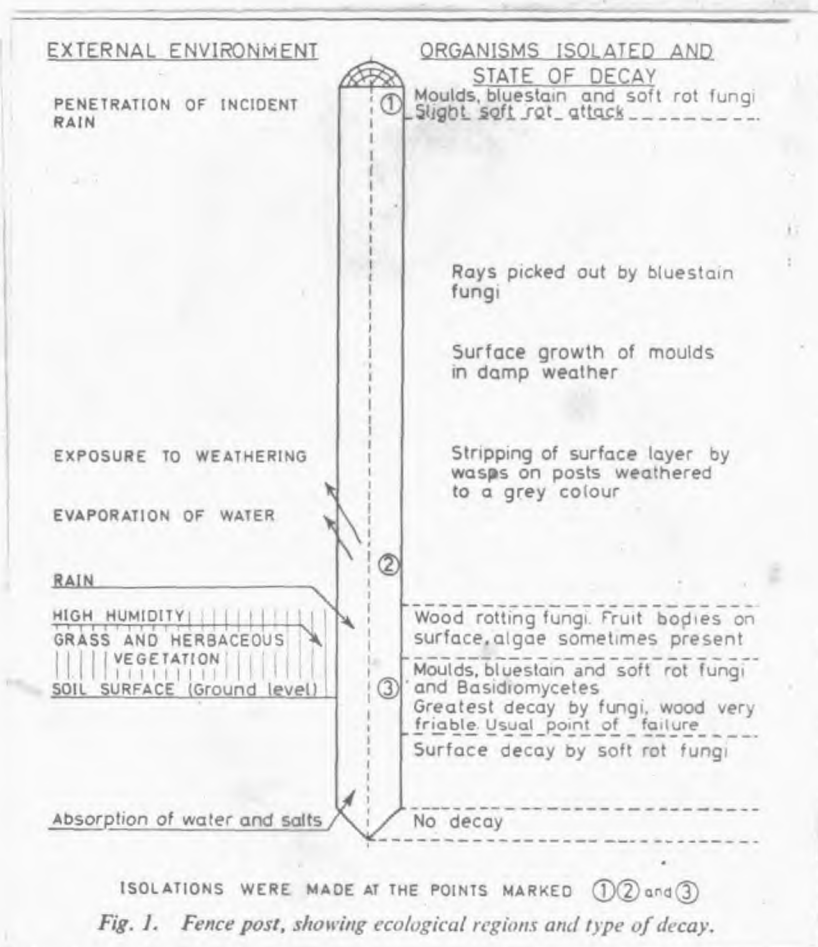 EXTERNAL ENVIRONMENT
PENETRATION OF INCIDENT
RAIN
EXPOSURE TO WEATHERING
EVAPORATION OF WATER
RAIN
HIGH HUMIDITY
GRASS AND HERBACEOUS
VEGETATION
SOIL SURFACE (Ground level)
Absorption of water and salts
①
②
③
ORGANISMS ISOLATED AND
STATE OF DECAY
Moulds, bluestain and soft rot fungi
Slight soft rot attack
Rays picked out by bluestain
fungi
Surface growth of moulds
in damp weather
Stripping of surface layer by
wasps on posts weathered
to a grey colour
Wood rotting fungi. Fruit bodies on
surface, algae sometimes present
Moulds, bluestain and soft rot fungi
and Basidiomycetes
Greatest decay by fungi, wood very
friable. Usual point of failure
Surface decay by soft rot fungi
No decay
ISOLATIONS WERE MADE AT THE POINTS MARKED ①② and ③
Fig. 1. Fence post, showing ecological regions and type of decay.